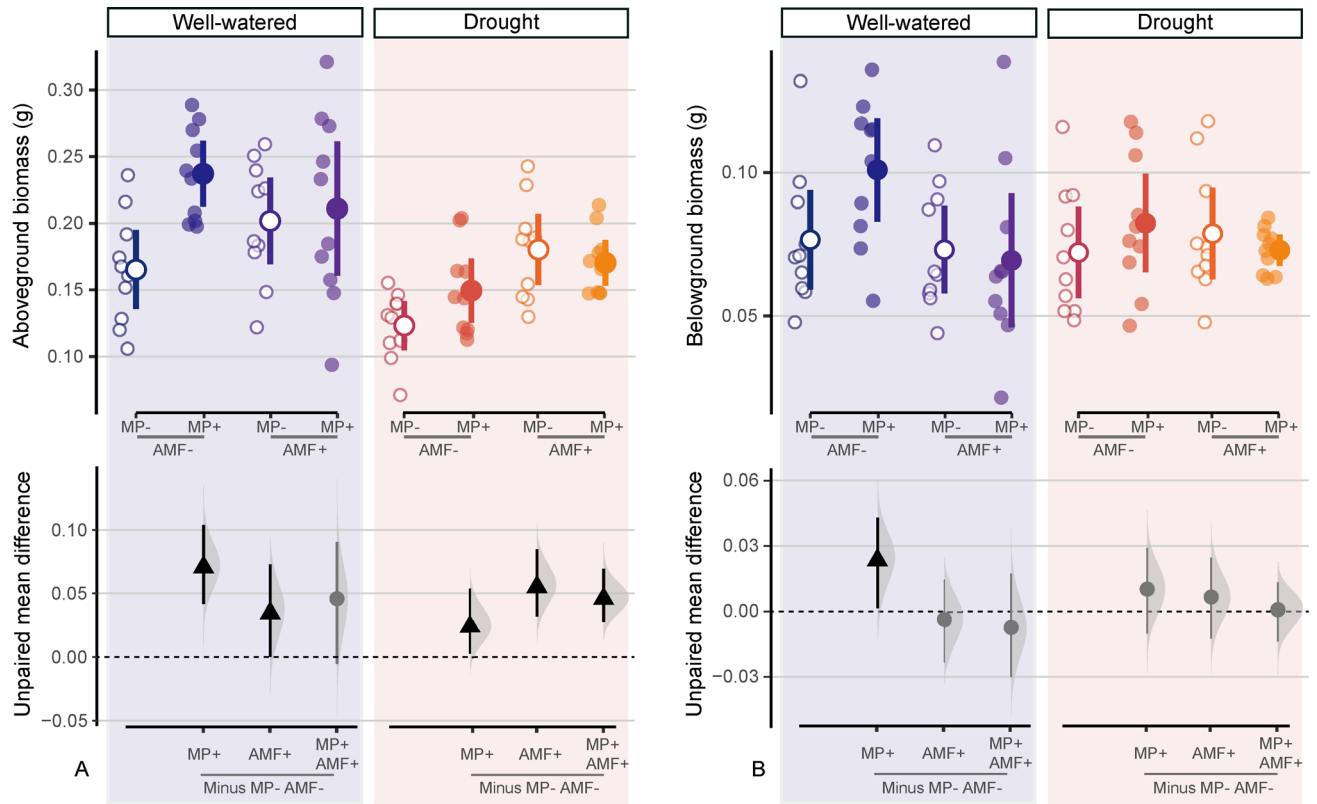 Well-watered
Drought
Aboveground biomass (g)
0.30
0.25
0.20
0.15
0.10
MP- MP+ MP- MP+
AMF- AMF+
MP- MP+ MP- MP+
AMF- AMF+
Unpaired mean difference
0.10
0.05
0.00
−0.05
MP+ AMF+ MP+
AMF+
Minus MP- AMF-
MP+ AMF+ MP+
AMF+
Minus MP- AMF-
A
Well-watered
Drought
Belowground biomass (g)
0.10
0.05
MP- MP+ MP- MP+
AMF- AMF+
MP- MP+ MP- MP+
AMF- AMF+
Unpaired mean difference
0.06
0.03
0.00
−0.03
MP+ AMF+ MP+
AMF+
Minus MP- AMF-
MP+ AMF+ MP+
AMF+
Minus MP- AMF-
B